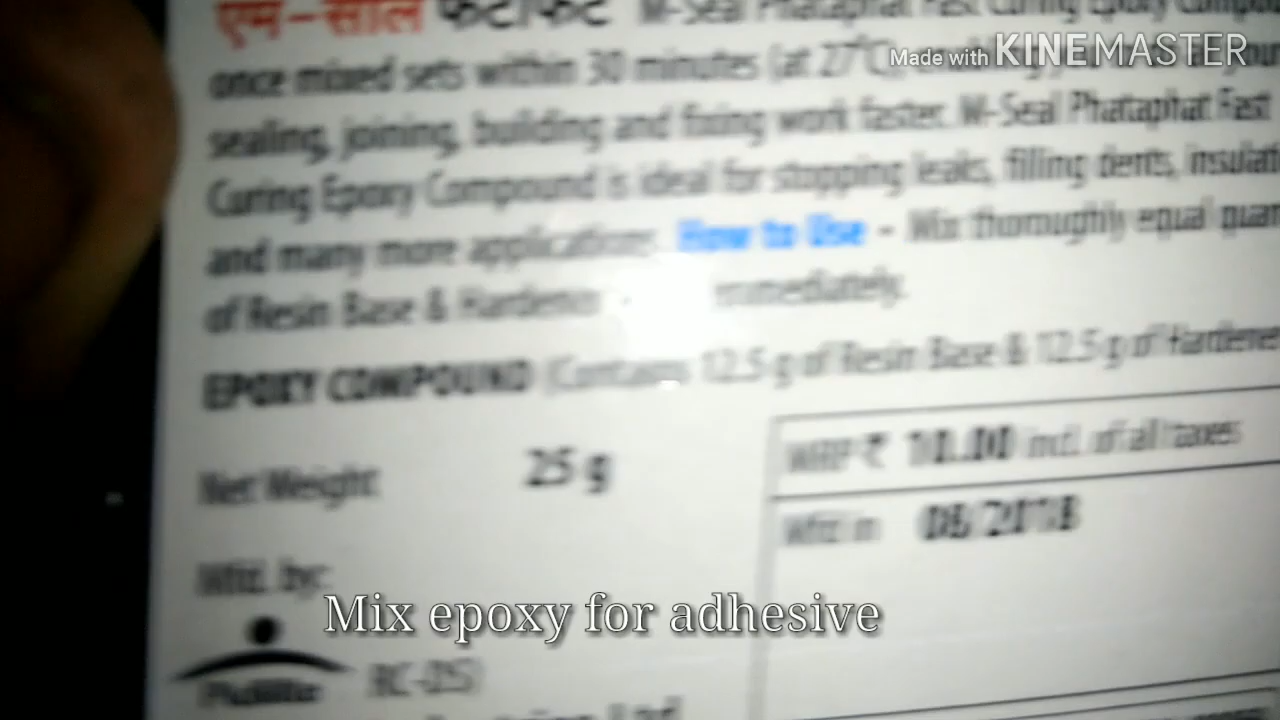 एम-सील फटाफट M-Seal Phataphat Fast Curing Epoxy
Made with KINEMASTER
once mixed sets within 30 minutes (at 27°C),
sealing, joining, building and fixing work faster. M-Seal Phataphat Fast
Curing Epoxy Compound is ideal for stopping leaks, filling dents,
and many more applications. How to Use - Mix thoroughly equal
of Resin Base & Hardener immediately.
EPOXY COMPOUND (Contains 12.5 g of Resin Base & 12.5 g of Hardener
Net Weight 25 g
MRP ₹ 10.00 incl. of all taxes
Mfd in 08/2018
Mfd. by:
Mix epoxy for adhesive
Pidilite
Ltd